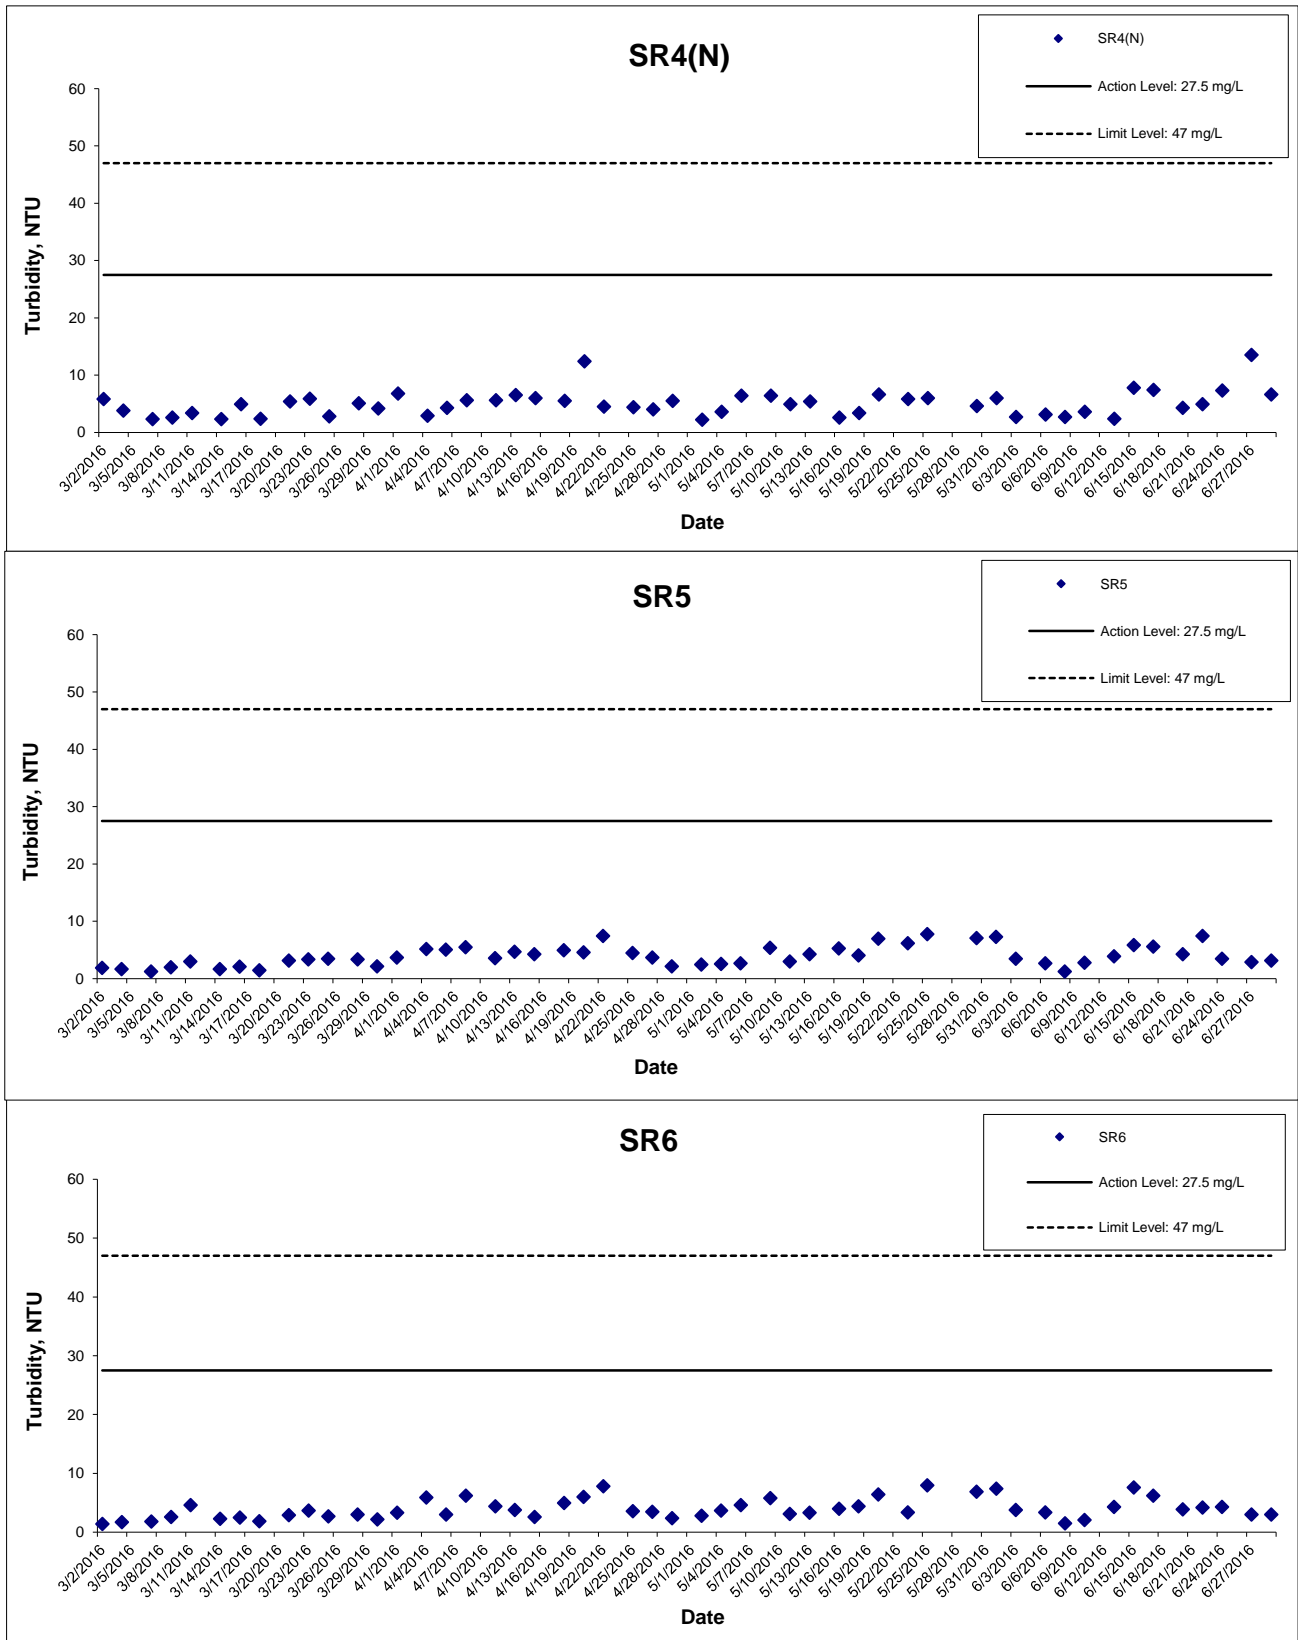 SR4(N)
SR4(N)
Action Level: 27.5 mg/L
Limit Level: 47 mg/L
Turbidity, NTU
60
50
40
30
20
10
0
3/2/2016 3/5/2016 3/8/2016 3/11/2016 3/14/2016 3/17/2016 3/20/2016 3/23/2016 3/26/2016 3/29/2016 4/1/2016 4/4/2016 4/7/2016 4/10/2016 4/13/2016 4/16/2016 4/19/2016 4/22/2016 4/25/2016 4/28/2016 5/1/2016 5/4/2016 5/7/2016 5/10/2016 5/13/2016 5/16/2016 5/19/2016 5/22/2016 5/25/2016 5/28/2016 5/31/2016 6/3/2016 6/6/2016 6/9/2016 6/12/2016 6/15/2016 6/18/2016 6/21/2016 6/24/2016 6/27/2016
Date
SR5
SR5
Action Level: 27.5 mg/L
Limit Level: 47 mg/L
Turbidity, NTU
60
50
40
30
20
10
0
3/2/2016 3/5/2016 3/8/2016 3/11/2016 3/14/2016 3/17/2016 3/20/2016 3/23/2016 3/26/2016 3/29/2016 4/1/2016 4/4/2016 4/7/2016 4/10/2016 4/13/2016 4/16/2016 4/19/2016 4/22/2016 4/25/2016 4/28/2016 5/1/2016 5/4/2016 5/7/2016 5/10/2016 5/13/2016 5/16/2016 5/19/2016 5/22/2016 5/25/2016 5/28/2016 5/31/2016 6/3/2016 6/6/2016 6/9/2016 6/12/2016 6/15/2016 6/18/2016 6/21/2016 6/24/2016 6/27/2016
Date
SR6
SR6
Action Level: 27.5 mg/L
Limit Level: 47 mg/L
Turbidity, NTU
60
50
40
30
20
10
0
3/2/2016 3/5/2016 3/8/2016 3/11/2016 3/14/2016 3/17/2016 3/20/2016 3/23/2016 3/26/2016 3/29/2016 4/1/2016 4/4/2016 4/7/2016 4/10/2016 4/13/2016 4/16/2016 4/19/2016 4/22/2016 4/25/2016 4/28/2016 5/1/2016 5/4/2016 5/7/2016 5/10/2016 5/13/2016 5/16/2016 5/19/2016 5/22/2016 5/25/2016 5/28/2016 5/31/2016 6/3/2016 6/6/2016 6/9/2016 6/12/2016 6/15/2016 6/18/2016 6/21/2016 6/24/2016 6/27/2016
Date